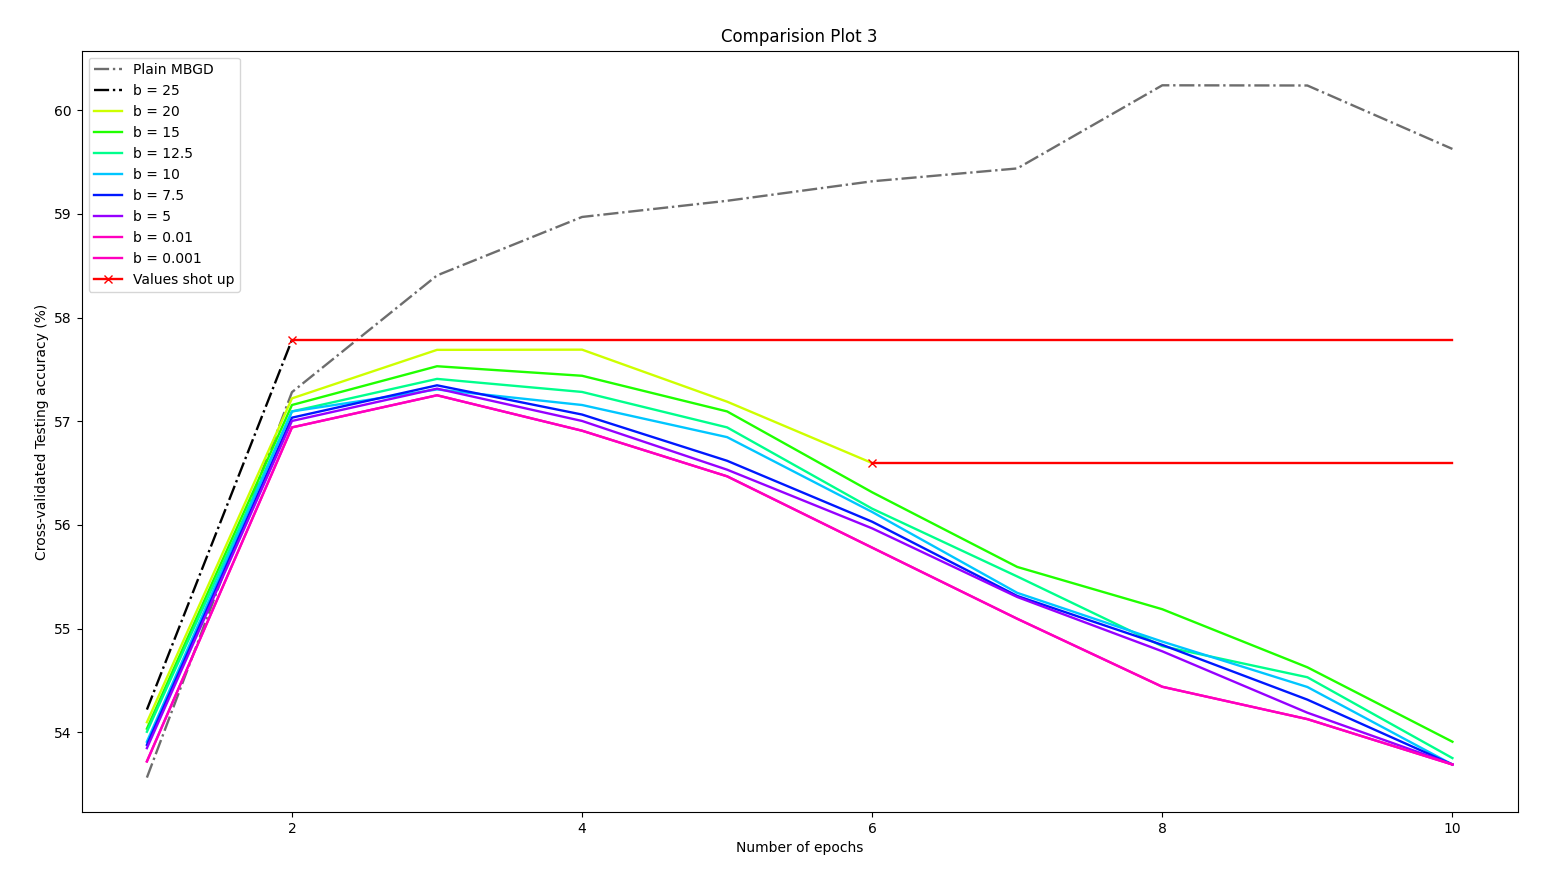 Comparision Plot 3
Plain MBGD
b = 25
b = 20
b = 15
b = 12.5
b = 10
b = 7.5
b = 5
b = 0.01
b = 0.001
Values shot up
Cross-validated Testing accuracy (%)
60
59
58
57
56
55
54
2 4 6 8 10
Number of epochs